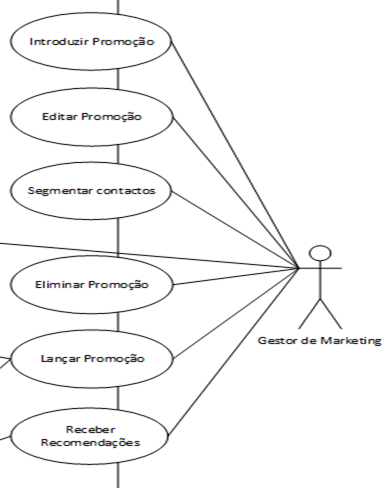 Introduzir Promoção
Editar Promoção
Segmentar contactos
Eliminar Promoção
Gestor de Marketing
Lançar Promoção
Receber
Recomendações